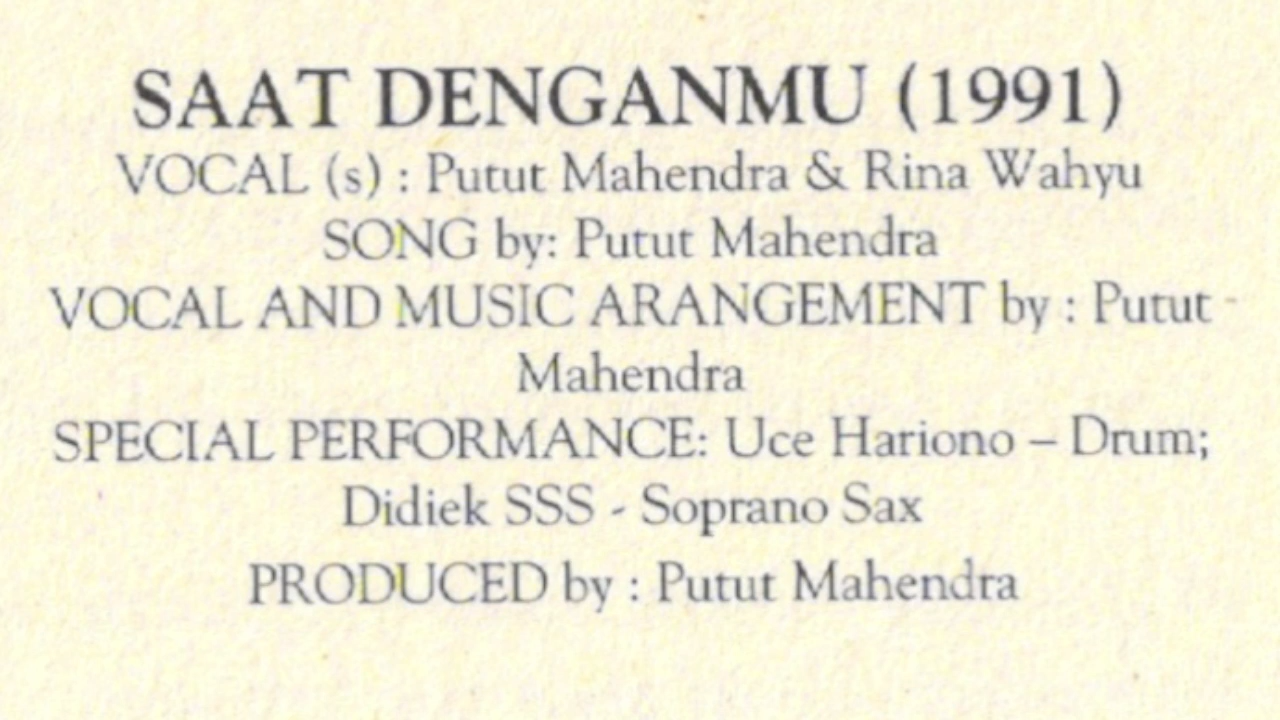 SAAT DENGANMU (1991)
VOCAL (s) : Putut Mahendra & Rina Wahyu
SONG by: Putut Mahendra
VOCAL AND MUSIC ARANGEMENT by : Putut -
Mahendra
SPECIAL PERFORMANCE: Uce Hariono – Drum;
Didiek SSS - Soprano Sax
PRODUCED by : Putut Mahendra